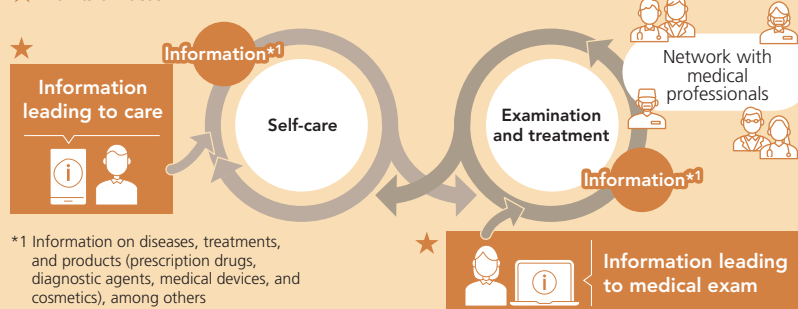 Information*1
Information
leading to care
Self-care
Examination
and treatment
Network with
medical
professionals
Information*1
*1 Information on diseases, treatments,
and products (prescription drugs,
diagnostic agents, medical devices, and
cosmetics), among others
Information leading
to medical exam